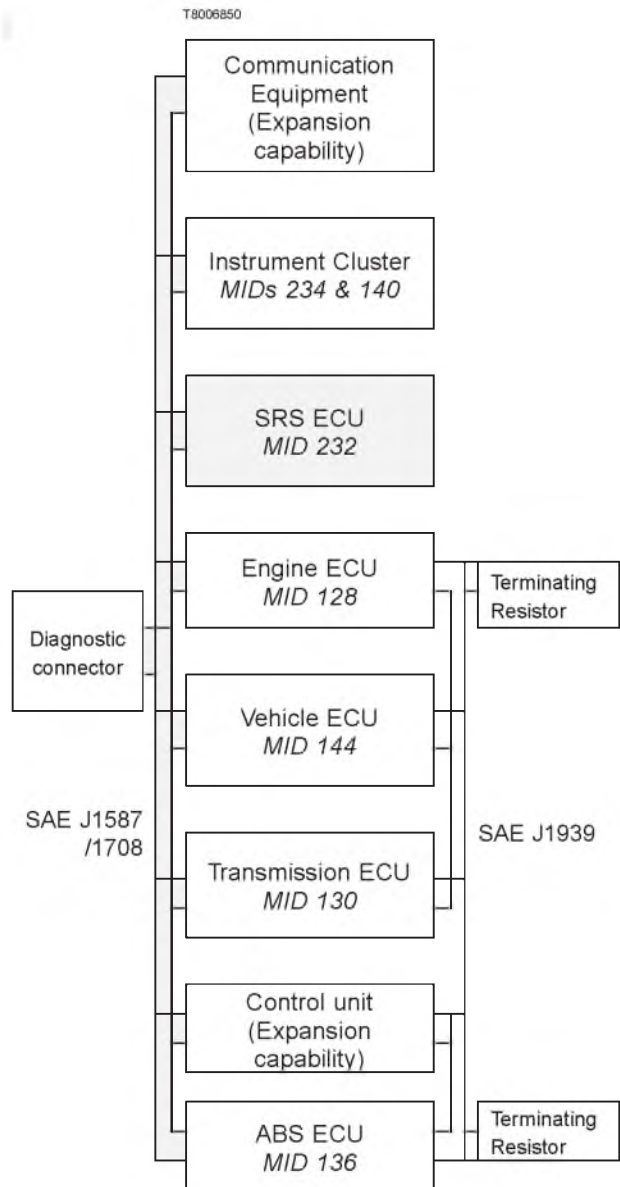 T8006850
Communication
Equipment
(Expansion
capability)
Instrument Cluster
MIDs 234 & 140
SRS ECU
MID 232
Engine ECU
MID 128
Terminating
Resistor
Diagnostic
connector
Vehicle ECU
MID 144
SAE J1587
/1708
SAE J1939
Transmission ECU
MID 130
Control unit
(Expansion
capability)
ABS ECU
MID 136
Terminating
Resistor